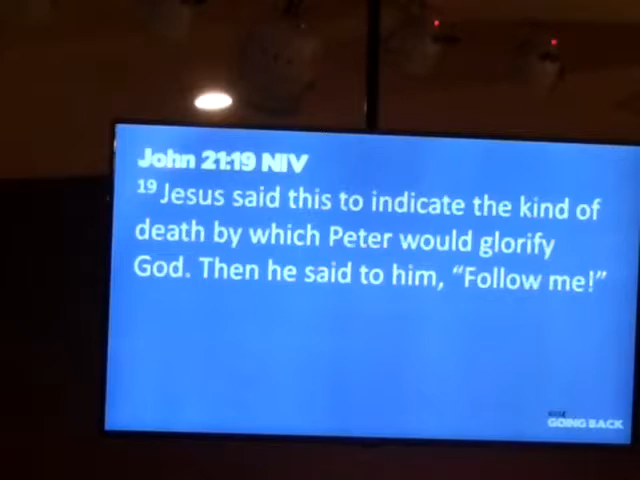 John 21:19 NIV
19 Jesus said this to indicate the kind of
death by which Peter would glorify
God. Then he said to him, “Follow me!”
GOING BACK